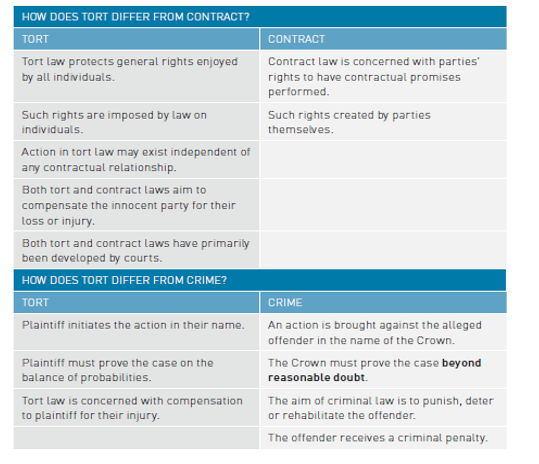 HOW DOES TORT DIFFER FROM CONTRACT?
TORT
CONTRACT
Tort law protects general rights enjoyed
by all individuals.
Contract law is concerned with parties'
rights to have contractual promises
performed.
Such rights are imposed by law on
individuals.
Such rights created by parties
themselves.
Action in tort law may exist independent of
any contractual relationship.
Both tort and contract laws aim to
compensate the innocent party for their
loss or injury.
Both tort and contract laws have primarily
been developed by courts.
HOW DOES TORT DIFFER FROM CRIME?
TORT
CRIME
Plaintiff initiates the action in their name.
An action is brought against the alleged
offender in the name of the Crown.
Plaintiff must prove the case on the
balance of probabilities.
The Crown must prove the case beyond
reasonable doubt.
Tort law is concerned with compensation
to plaintiff for their injury.
The aim of criminal law is to punish, deter
or rehabilitate the offender.
The offender receives a criminal penalty.